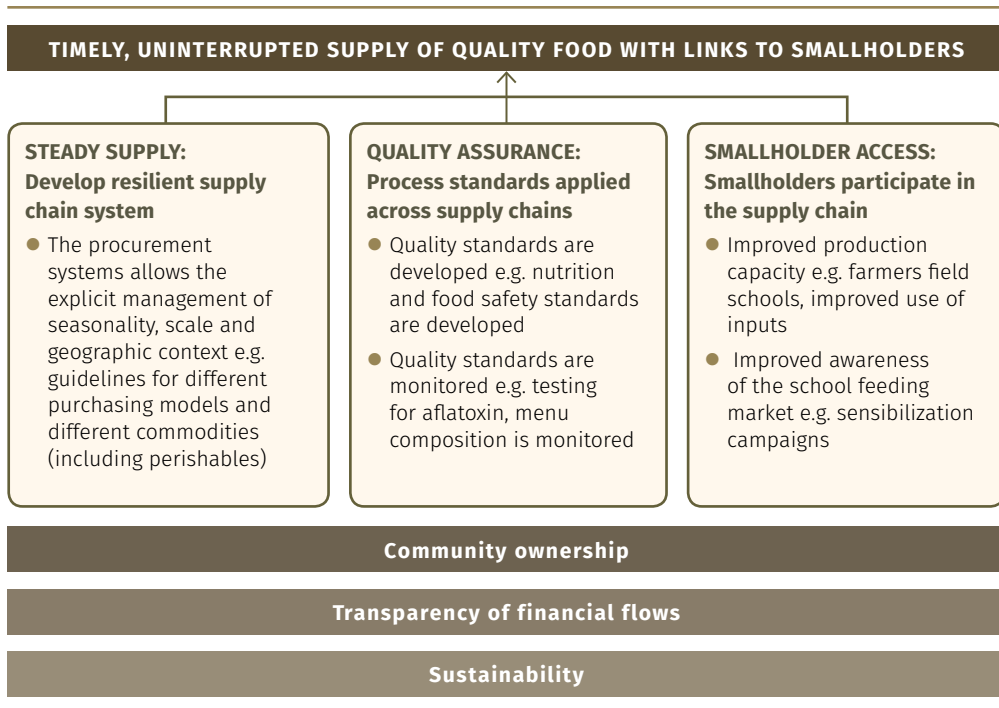 TIMELY, UNINTERRUPTED SUPPLY OF QUALITY FOOD WITH LINKS TO SMALLHOLDERS
STEADY SUPPLY:
Develop resilient supply
chain system
● The procurement
systems allows the
explicit management of
seasonality, scale and
geographic context e.g.
guidelines for different
purchasing models and
different commodities
(including perishables)
QUALITY ASSURANCE:
Process standards applied
across supply chains
● Quality standards are
developed e.g. nutrition
and food safety standards
are developed
● Quality standards are
monitored e.g. testing
for aflatoxin, menu
composition is monitored
SMALLHOLDER ACCESS:
Smallholders participate in
the supply chain
● Improved production
capacity e.g. farmers field
schools, improved use of
inputs
● Improved awareness
of the school feeding
market e.g. sensibilization
campaigns
Community ownership
Transparency of financial flows
Sustainability